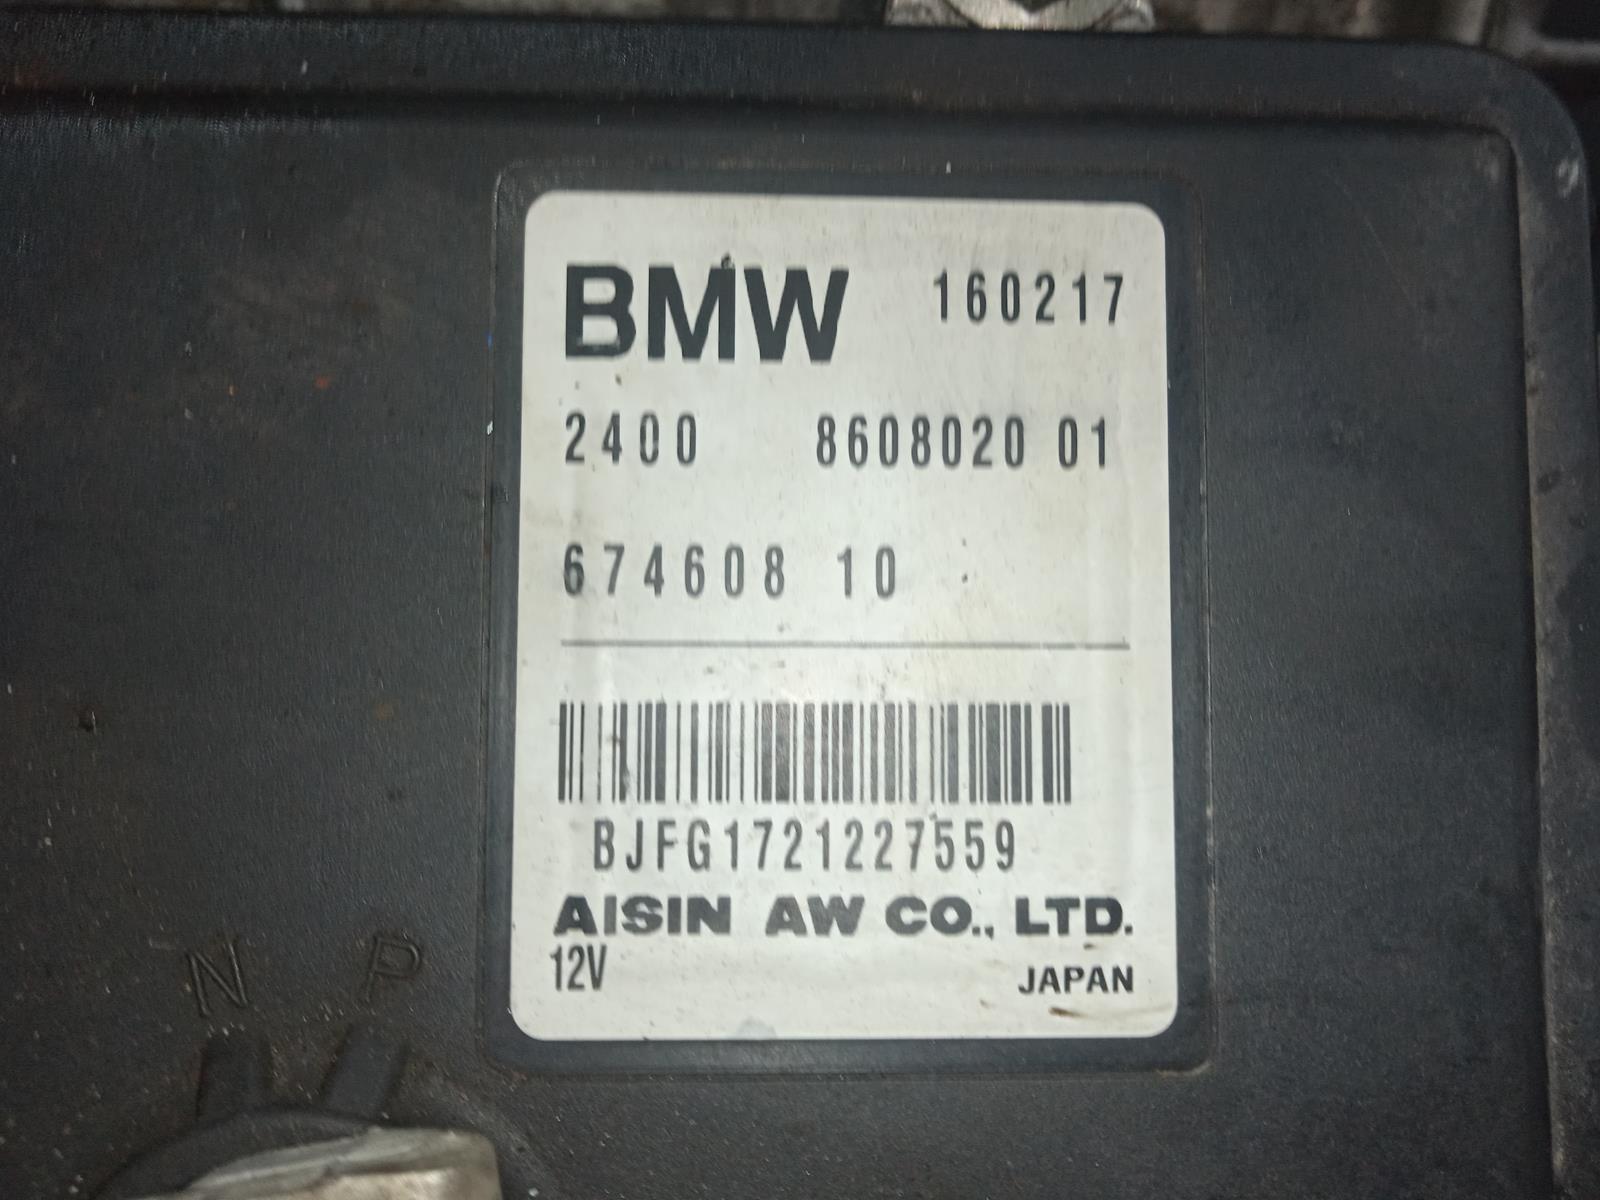 BMW 160217
2400 8608020 01
674608 10
BJFG1721227559
AISIN AW CO., LTD.
12V JAPAN
N P